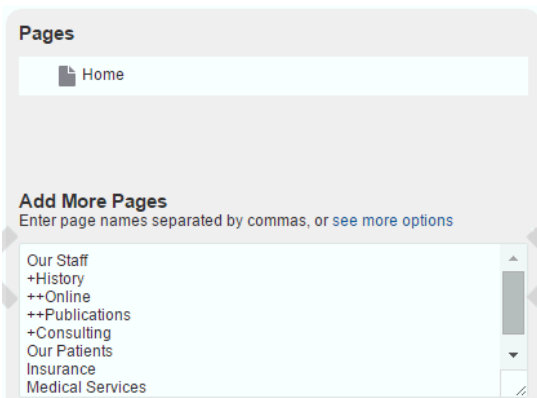 Pages
Home
Add More Pages
Enter page names separated by commas, or see more options
Our Staff
+History
++Online
++Publications
+Consulting
Our Patients
Insurance
Medical Services